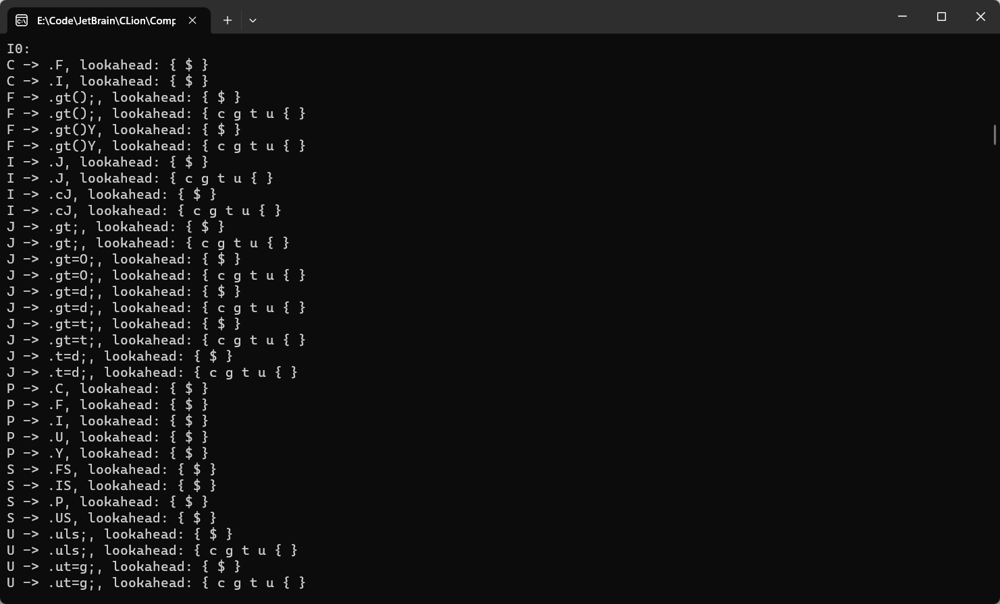 E:\Code\JetBrain\CLion\Comp
I0:
C -> .F, lookahead: { $ }
C -> .I, lookahead: { $ }
F -> .gt();, lookahead: { $ }
F -> .gt();, lookahead: { c g t u { }
F -> .gt()Y, lookahead: { $ }
F -> .gt()Y, lookahead: { c g t u { }
I -> .J, lookahead: { $ }
I -> .J, lookahead: { c g t u { }
I -> .cJ, lookahead: { $ }
I -> .cJ, lookahead: { c g t u { }
J -> .gt;, lookahead: { $ }
J -> .gt;, lookahead: { c g t u { }
J -> .gt=O;, lookahead: { $ }
J -> .gt=O;, lookahead: { c g t u { }
J -> .gt=d;, lookahead: { $ }
J -> .gt=d;, lookahead: { c g t u { }
J -> .gt=t;, lookahead: { $ }
J -> .gt=t;, lookahead: { c g t u { }
J -> .t=d;, lookahead: { $ }
J -> .t=d;, lookahead: { c g t u { }
P -> .C, lookahead: { $ }
P -> .F, lookahead: { $ }
P -> .I, lookahead: { $ }
P -> .U, lookahead: { $ }
P -> .Y, lookahead: { $ }
S -> .FS, lookahead: { $ }
S -> .IS, lookahead: { $ }
S -> .P, lookahead: { $ }
S -> .US, lookahead: { $ }
U -> .uls;, lookahead: { $ }
U -> .uls;, lookahead: { c g t u { }
U -> .ut=g;, lookahead: { $ }
U -> .ut=g;, lookahead: { c g t u { }